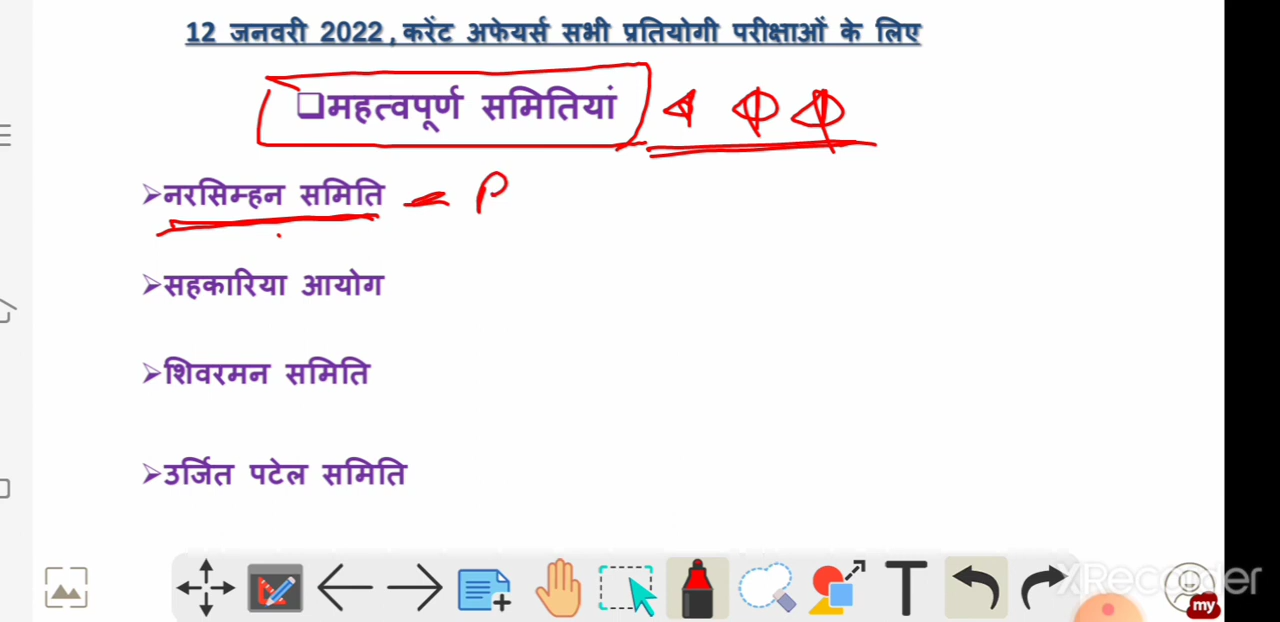 12 जनवरी 2022 , करेंट अफेयर्स सभी प्रतियोगी परीक्षाओं के लिए
❑महत्वपूर्ण समितियां
➢नरसिम्हन समिति = P
➢सहकारिया आयोग
➢शिवरमन समिति
➢उर्जित पटेल समिति
T
XRecorder
my